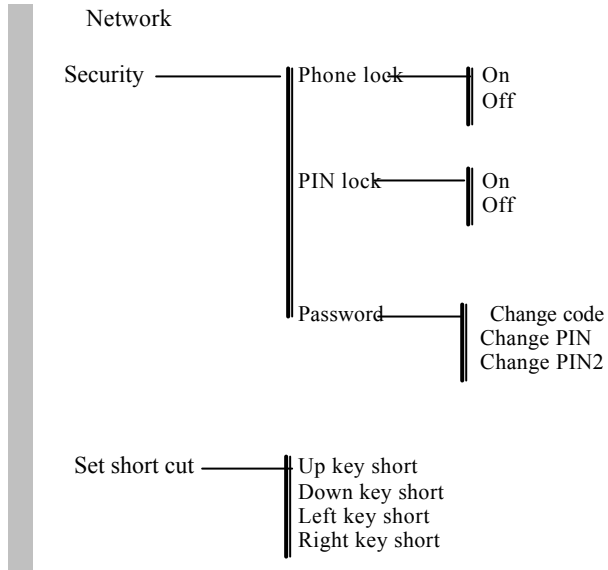 Network
Security Phone lock On
Off
PIN lock On
Off
Password Change code
Change PIN
Change PIN2
Set short cut Up key short
Down key short
Left key short
Right key short